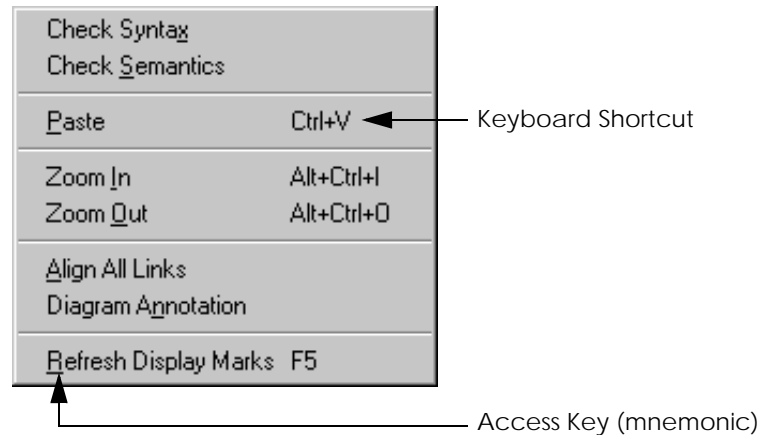 Check Syntax
Check Semantics
Paste Ctrl+V Keyboard Shortcut
Zoom In Alt+Ctrl+I
Zoom Out Alt+Ctrl+O
Align All Links
Diagram Annotation
Refresh Display Marks F5
Access Key (mnemonic)